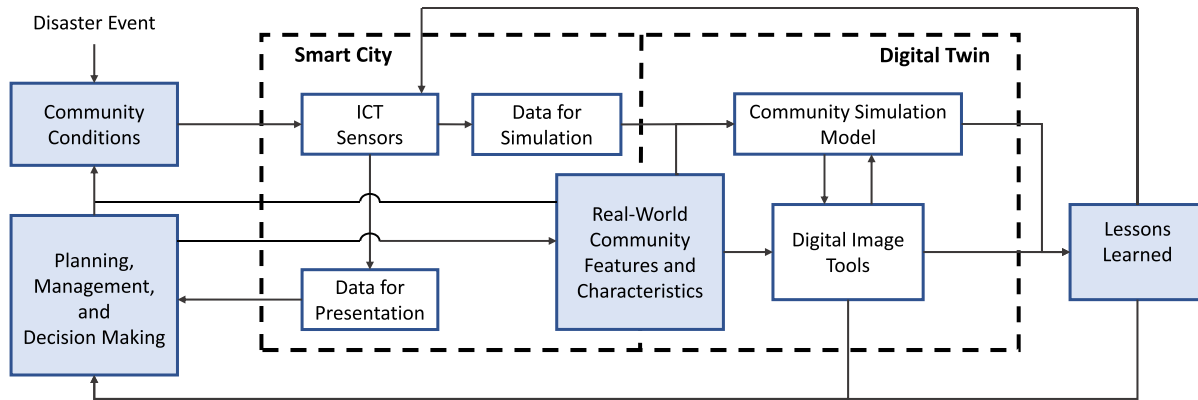 Disaster Event
Smart City
Digital Twin
Community
Conditions
ICT
Sensors
Data for
Simulation
Community Simulation
Model
Real-World
Community
Features and
Characteristics
Digital Image
Tools
Lessons
Learned
Planning,
Management,
and
Decision Making
Data for
Presentation